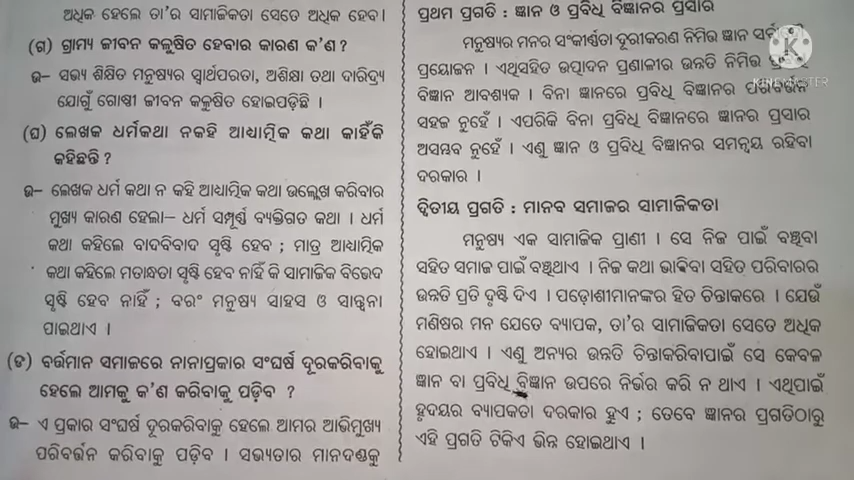 ଅଧିକ ହେଲେ ତା'ର ସାମାଜିକତା ସେତେ ଅଧିକ ହେବ।
(ଗ) ଗ୍ରାମ୍ୟ ଜୀବନ କଳୁଷିତ ହେବାର କାରଣ କ'ଣ ?
ଉ– ସଭ୍ୟ ଶିକ୍ଷିତ ମନୁଷ୍ୟର ସ୍ୱାର୍ଥପରତା, ଅଶିକ୍ଷା ତଥା ଦାରିଦ୍ର୍ୟ
ଯୋଗୁଁ ଗୋଷ୍ଠୀ ଜୀବନ କଳୁଷିତ ହୋଇପଡ଼ିଛି ।
(ଘ) ଲେଖକ ଧର୍ମକଥା ନକହି ଆଧ୍ୟାତ୍ମିକ କଥା କାହିଁକି
କହିଛନ୍ତି ?
ଉ– ଲେଖକ ଧର୍ମ କଥା ନ କହି ଆଧ୍ୟାତ୍ମିକ କଥା ଉଲ୍ଲେଖ କରିବାର
ମୁଖ୍ୟ କାରଣ ହେଲା– ଧର୍ମ ସମ୍ପୂର୍ଣ୍ଣ ବ୍ୟକ୍ତିଗତ କଥା । ଧର୍ମ
କଥା କହିଲେ ବାଦବିବାଦ ସୃଷ୍ଟି ହେବ ; ମାତ୍ର ଆଧ୍ୟାତ୍ମିକ
କଥା କହିଲେ ମତାନ୍ଧତା ସୃଷ୍ଟି ହେବ ନାହିଁ କି ସାମାଜିକ ବିଭେଦ
ସୃଷ୍ଟି ହେବ ନାହିଁ ; ବରଂ ମନୁଷ୍ୟ ସାହସ ଓ ସାନ୍ତ୍ୱନା
ପାଇଥାଏ ।
(ଙ) ବର୍ତ୍ତମାନ ସମାଜରେ ନାନାପ୍ରକାର ସଂଘର୍ଷ ଦୂରକରିବାକୁ
ହେଲେ ଆମକୁ କ'ଣ କରିବାକୁ ପଡ଼ିବ ?
ଉ– ଏ ପ୍ରକାର ସଂଘର୍ଷ ଦୂରକରିବାକୁ ହେଲେ ଆମର ଆଭିମୁଖ୍ୟ
ପରିବର୍ତ୍ତନ କରିବାକୁ ପଡ଼ିବ । ସଭ୍ୟତାର ମାନଦଣ୍ଡକୁ
ପ୍ରଥମ ପ୍ରଗତି : ଜ୍ଞାନ ଓ ପ୍ରବିଧି ବିଜ୍ଞାନର ପ୍ରସାର
ମନୁଷ୍ୟର ମନର ସଂକୀର୍ଣ୍ଣତା ଦୂରୀକରଣ ନିମିତ୍ତ ଜ୍ଞାନ
ପ୍ରୟୋଜନ । ଏଥିସହିତ ଉତ୍ପାଦନ ପ୍ରଣାଳୀର ଉନ୍ନତି ନିମିତ୍ତ
ବିଜ୍ଞାନ ଆବଶ୍ୟକ । ବିନା ଜ୍ଞାନରେ ପ୍ରବିଧି ବିଜ୍ଞାନର ପରିବର୍ତ୍ତନ
ସହଜ ନୁହେଁ । ଏପରିକି ବିନା ପ୍ରବିଧି ବିଜ୍ଞାନରେ ଜ୍ଞାନର ପ୍ରସାର
ଅସମ୍ଭବ ନୁହେଁ । ଏଣୁ ଜ୍ଞାନ ଓ ପ୍ରବିଧି ବିଜ୍ଞାନର ସମନ୍ୱୟ ରହିବା
ଦରକାର ।
ଦ୍ୱିତୀୟ ପ୍ରଗତି : ମାନବ ସମାଜର ସାମାଜିକତା
ମନୁଷ୍ୟ ଏକ ସାମାଜିକ ପ୍ରାଣୀ । ସେ ନିଜ ପାଇଁ ବଞ୍ଚିବା
ସହିତ ସମାଜ ପାଇଁ ବଞ୍ଚିଥାଏ । ନିଜ କଥା ଭାବିବା ସହିତ ପରିବାରର
ଉନ୍ନତି ପ୍ରତି ଦୃଷ୍ଟି ଦିଏ । ପଡ଼ୋଶୀମାନଙ୍କର ହିତ ଚିନ୍ତାକରେ । ଯେଉଁ
ମଣିଷର ମନ ଯେତେ ବ୍ୟାପକ, ତା'ର ସାମାଜିକତା ସେତେ ଅଧିକ
ହୋଇଥାଏ । ଏଣୁ ଅନ୍ୟର ଉନ୍ନତି ଚିନ୍ତାକରିବାପାଇଁ ସେ କେବଳ
ଜ୍ଞାନ ବା ପ୍ରବିଧି ବିଜ୍ଞାନ ଉପରେ ନିର୍ଭର କରି ନ ଥାଏ । ଏଥିପାଇଁ
ହୃଦୟର ବ୍ୟାପକତା ଦରକାର ହୁଏ ; ତେବେ ଜ୍ଞାନର ପ୍ରଗତିଠାରୁ
ଏହି ପ୍ରଗତି ଟିକିଏ ଭିନ୍ନ ହୋଇଥାଏ ।
K
KINEMASTER